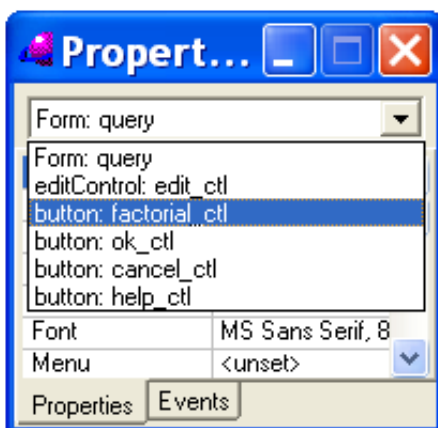 Propert...
Form: query
Form: query
editControl: edit_ctl
button: factorial_ctl
button: ok_ctl
button: cancel_ctl
button: help_ctl
Font MS Sans Serif, 8
Menu <unset>
Properties Events